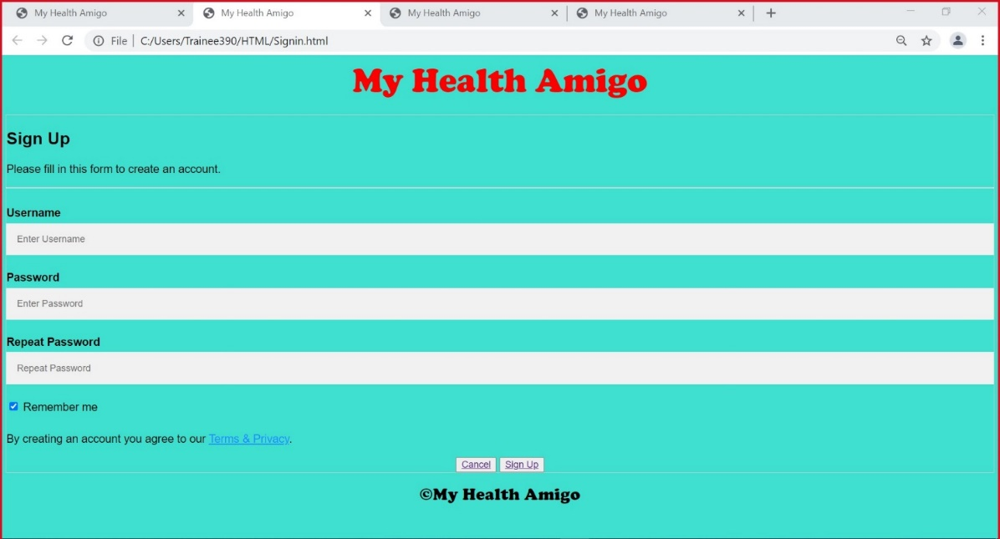 My Health Amigo
My Health Amigo
My Health Amigo
My Health Amigo
File C:/Users/Trainee390/HTML/Signin.html
My Health Amigo
Sign Up
Please fill in this form to create an account.
Username
Enter Username
Password
Enter Password
Repeat Password
Repeat Password
Remember me
By creating an account you agree to our Terms & Privacy.
Cancel Sign Up
©My Health Amigo